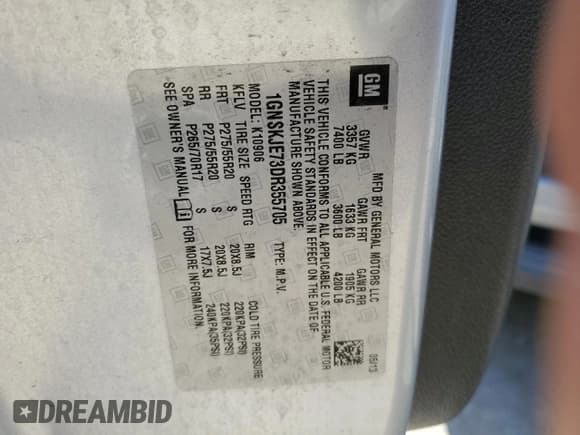 GM
MFD BY GENERAL MOTORS LLC
GVWR GAWR FRT GAWR RR
3357 KG 1633 KG 1905 KG
7400 LB 3600 LB 4200 LB
05/13
THIS VEHICLE CONFORMS TO ALL APPLICABLE U.S. FEDERAL MOTOR
VEHICLE SAFETY STANDARDS IN EFFECT ON THE DATE OF
MANUFACTURE SHOWN ABOVE.
1GNSKJE73DR355705 TYPE: M.P.V.
MODEL: K10906
KFLV TIRE SIZE SPEED RTG RIM COLD TIRE PRESSURE
FRT P275/55R20 S 20X8.5J 220KPA(32PSI)
RR P275/55R20 S 20X8.5J 220KPA(32PSI)
SPA P265/70R17 S 17X7.5J 240KPA(35PSI)
SEE OWNER'S MANUAL FOR MORE INFORMATION.
DREAMBID